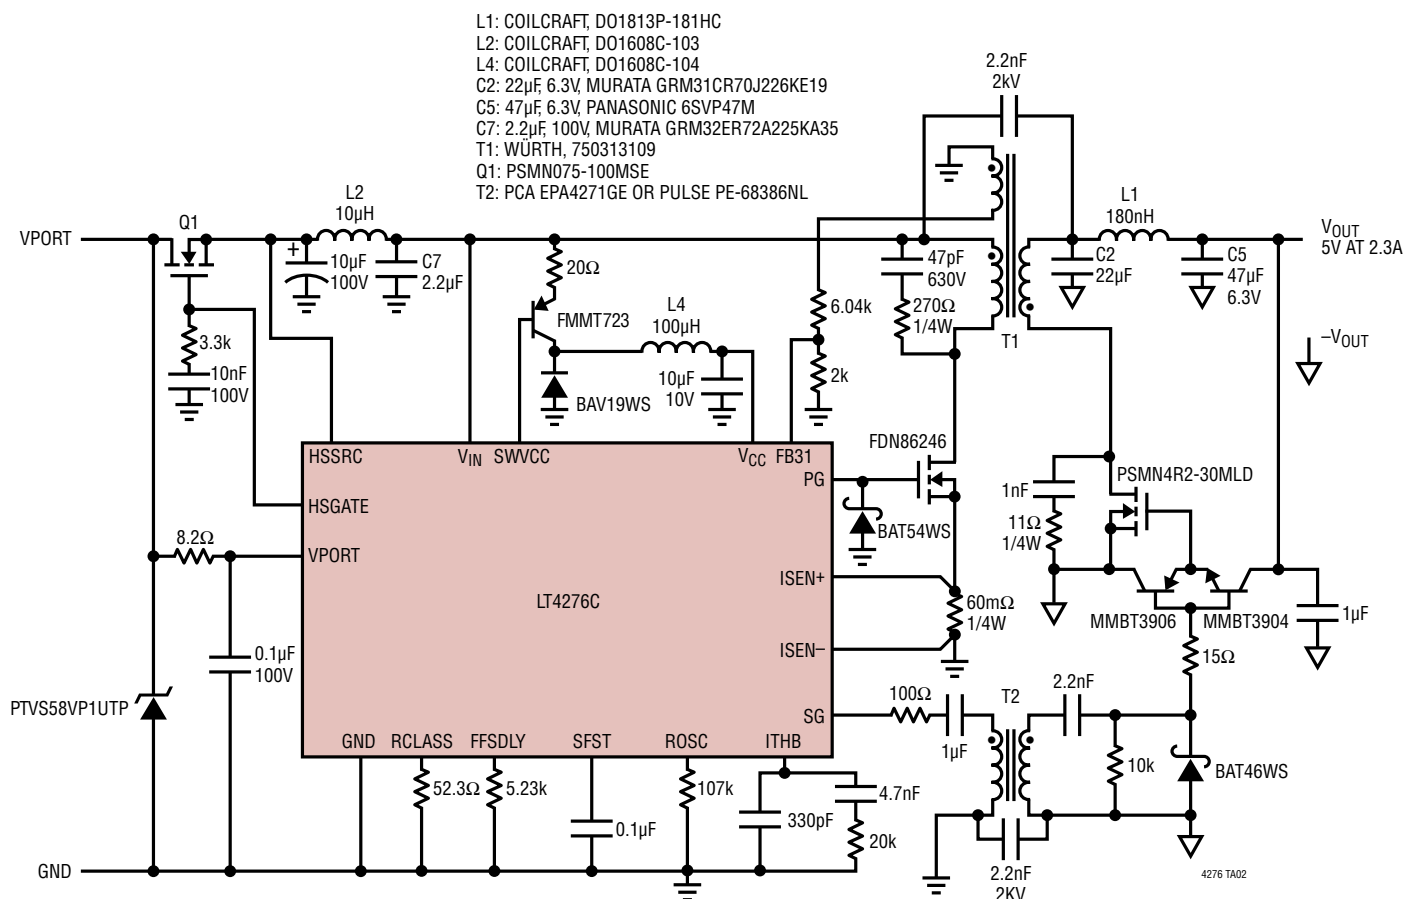 L1: COILCRAFT, DO1813P-181HC
L2: COILCRAFT, DO1608C-103
L4: COILCRAFT, DO1608C-104
C2: 22µF, 6.3V, MURATA GRM31CR70J226KE19
C5: 47µF, 6.3V, PANASONIC 6SVP47M
C7: 2.2µF, 100V, MURATA GRM32ER72A225KA35
T1: WÜRTH, 750313109
Q1: PSMN075-100MSE
T2: PCA EPA4271GE OR PULSE PE-68386NL
2.2nF
2kV
VPORT
Q1
L2
10µH
+
10µF
100V
C7
2.2µF
20Ω
FMMT723
L4
100µH
10µF
10V
BAV19WS
6.04k
2k
47pF
630V
270Ω
1/4W
T1
L1
180nH
C2
22µF
C5
47µF
6.3V
VOUT
5V AT 2.3A
–VOUT
3.3k
10nF
100V
HSSRC
VIN
SWVCC
VCC
FB31
PG
HSGATE
VPORT
8.2Ω
LT4276C
ISEN+
ISEN–
SG
FDN86246
BAT54WS
60mΩ
1/4W
1nF
11Ω
1/4W
PSMN4R2-30MLD
MMBT3906
MMBT3904
1µF
15Ω
0.1µF
100V
PTVS58VP1UTP
GND
RCLASS
FFSDLY
SFST
ROSC
ITHB
52.3Ω
5.23k
0.1µF
107k
330pF
4.7nF
20k
100Ω
1µF
T2
2.2nF
10k
BAT46WS
2.2nF
2KV
GND
4276 TA02